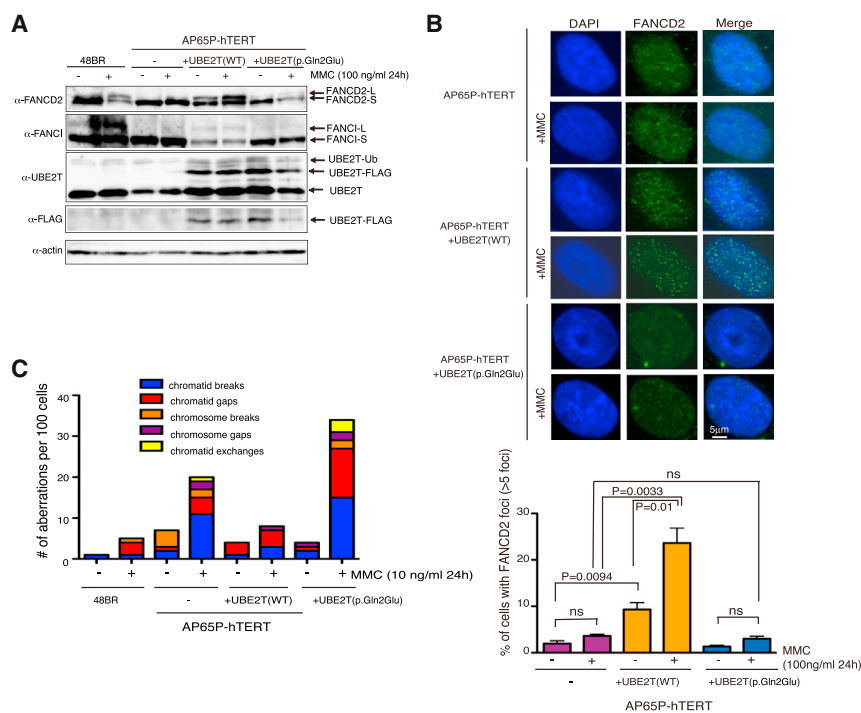 A
AP65P-hTERT
48BR
-
+UBE2T(WT)
+UBE2T(p.Gln2Glu)
- + - + - + - + MMC (100 ng/ml 24h)
α-FANCD2
FANCD2-L
FANCD2-S
α-FANCI
FANCI-L
FANCI-S
α-UBE2T
UBE2T-Ub
UBE2T-FLAG
UBE2T
α-FLAG
UBE2T-FLAG
α-actin
B
DAPI FANCD2 Merge
AP65P-hTERT
+MMC
AP65P-hTERT
+UBE2T(WT)
+MMC
AP65P-hTERT
+UBE2T(p.Gln2Glu)
+MMC
5µm
% of cells with FANCD2 foci (>5 foci)
30
20
10
0
ns
P=0.0033
P=0.01
P=0.0094
ns
ns
- + - + - + MMC
(100ng/ml 24h)
-
+UBE2T(WT)
+UBE2T(p.Gln2Glu)
AP65P-hTERT
C
# of aberrations per 100 cells
40
30
20
10
0
chromatid breaks
chromatid gaps
chromosome breaks
chromosome gaps
chromatid exchanges
- + - + - + - + MMC (10 ng/ml 24h)
48BR
-
+UBE2T(WT)
+UBE2T(p.Gln2Glu)
AP65P-hTERT